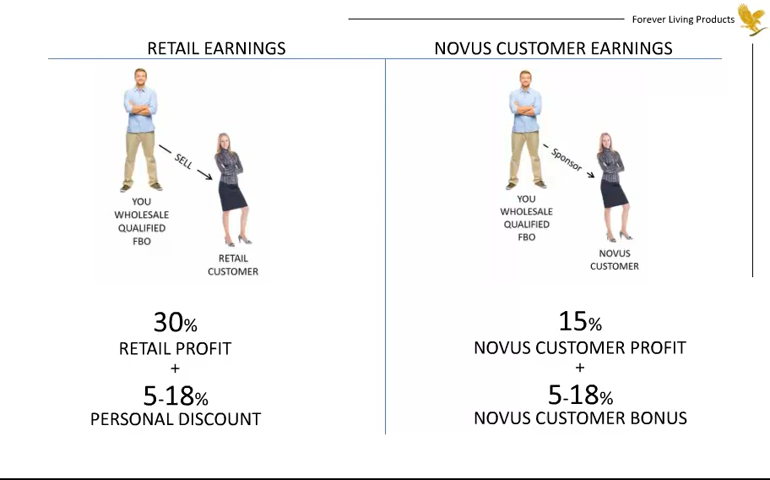 Forever Living Products
RETAIL EARNINGS
SELL
YOU
WHOLESALE
QUALIFIED
FBO
RETAIL
CUSTOMER
30%
RETAIL PROFIT
+
5-18%
PERSONAL DISCOUNT
NOVUS CUSTOMER EARNINGS
Sponsor
YOU
WHOLESALE
QUALIFIED
FBO
NOVUS
CUSTOMER
15%
NOVUS CUSTOMER PROFIT
+
5-18%
NOVUS CUSTOMER BONUS